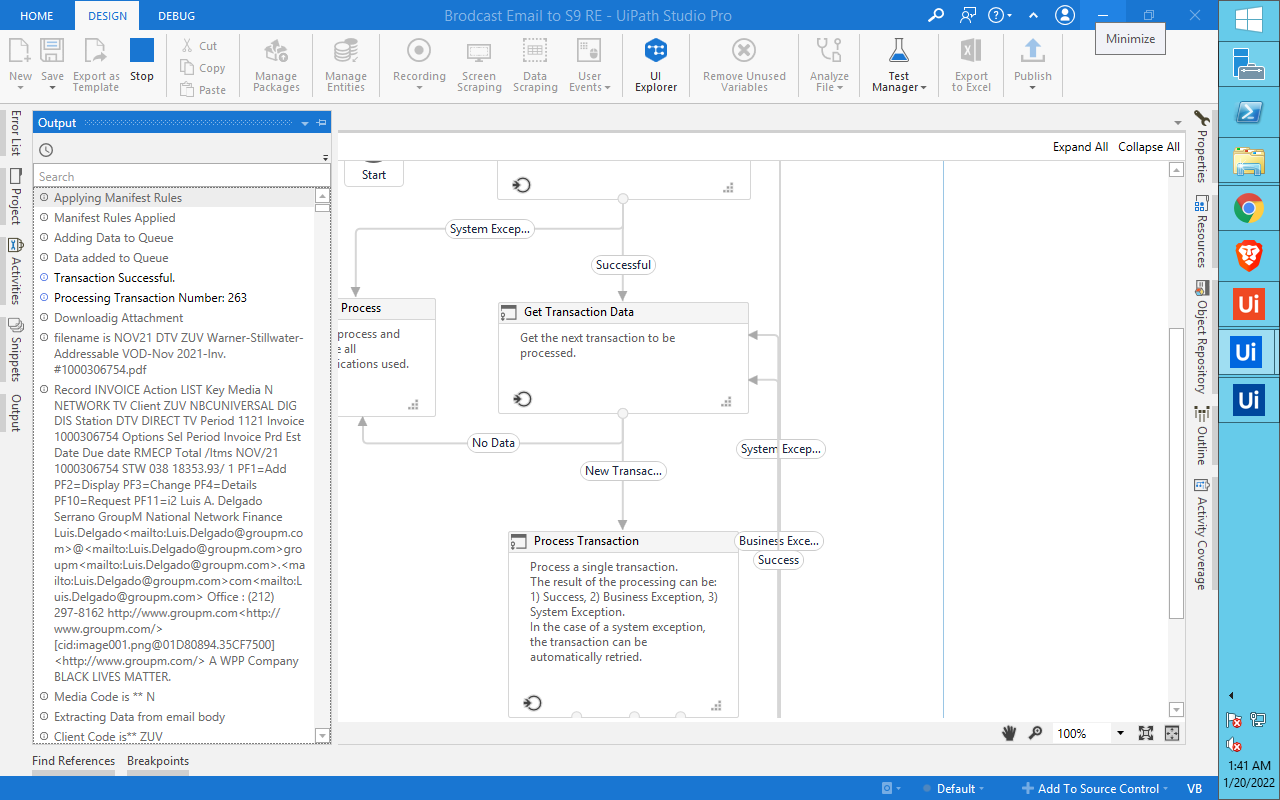 HOME
DESIGN
DEBUG
Brodcast Email to S9 RE - UiPath Studio Pro
Minimize
New
Save
Export as
Template
Stop
Cut
Copy
Paste
Manage
Packages
Manage
Entities
Recording
Screen
Scraping
Data
Scraping
User
Events
UI
Explorer
Remove Unused
Variables
Analyze
File
Test
Manager
Export
to Excel
Publish
Error List
Project
Activities
Snippets
Output
Output
Search
Applying Manifest Rules
Manifest Rules Applied
Adding Data to Queue
Data added to Queue
Transaction Successful.
Processing Transaction Number: 263
Downloadig Attachment
filename is NOV21 DTV ZUV Warner-Stillwater-
Addressable VOD-Nov 2021-Inv.
#1000306754.pdf
Record INVOICE Action LIST Key Media N
NETWORK TV Client ZUV NBCUNIVERSAL DIG
DIS Station DTV DIRECT TV Period 1121 Invoice
1000306754 Options Sel Period Invoice Prd Est
Date Due date RMECP Total /Itms NOV/21
1000306754 STW 038 18353.93/ 1 PF1=Add
PF2=Display PF3=Change PF4=Details
PF10=Request PF11=i2 Luis A. Delgado
Serrano GroupM National Network Finance
Luis.Delgado<mailto:Luis.Delgado@groupm.co
m>@<mailto:Luis.Delgado@groupm.com>gro
upm<mailto:Luis.Delgado@groupm.com>.<ma
ilto:Luis.Delgado@groupm.com>com<mailto:L
uis.Delgado@groupm.com> Office : (212)
297-8162 http://www.groupm.com<http://
www.groupm.com/>
[cid:image001.png@01D80894.35CF7500]
<http://www.groupm.com/> A WPP Company
BLACK LIVES MATTER.
Media Code is ** N
Extracting Data from email body
Client Code is** ZUV
Find References
Breakpoints
Expand All
Collapse All
Start
System Excep...
Successful
Process
process and
e all
ications used.
Get Transaction Data
Get the next transaction to be
processed.
No Data
New Transac...
System Excep...
Process Transaction
Process a single transaction.
The result of the processing can be:
1) Success, 2) Business Exception, 3)
System Exception.
In the case of a system exception,
the transaction can be
automatically retried.
Business Exce...
Success
100%
Properties
Resources
Object Repository
Outline
Activity Coverage
Default
Add To Source Control
VB
Ui
Ui
Ui
1:41 AM
1/20/2022